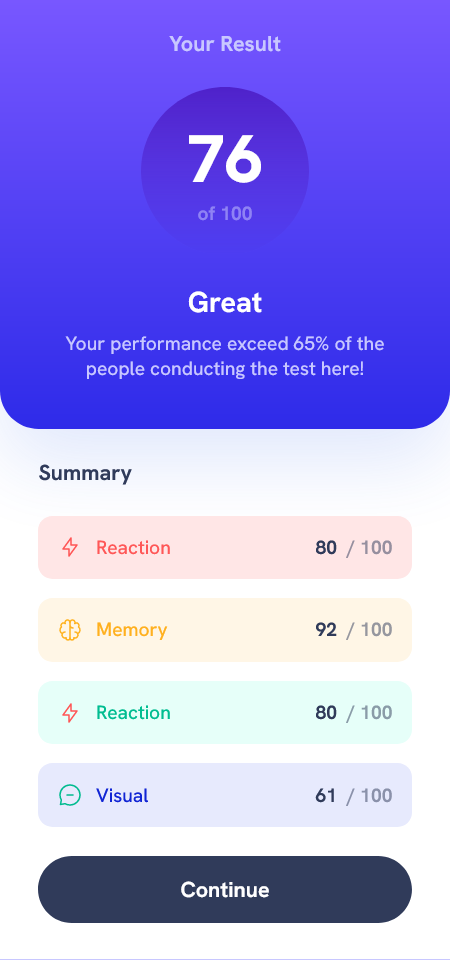 Your Result
76
of 100
Great
Your performance exceed 65% of the
people conducting the test here!
Summary
Reaction 80 / 100
Memory 92 / 100
Reaction 80 / 100
Visual 61 / 100
Continue